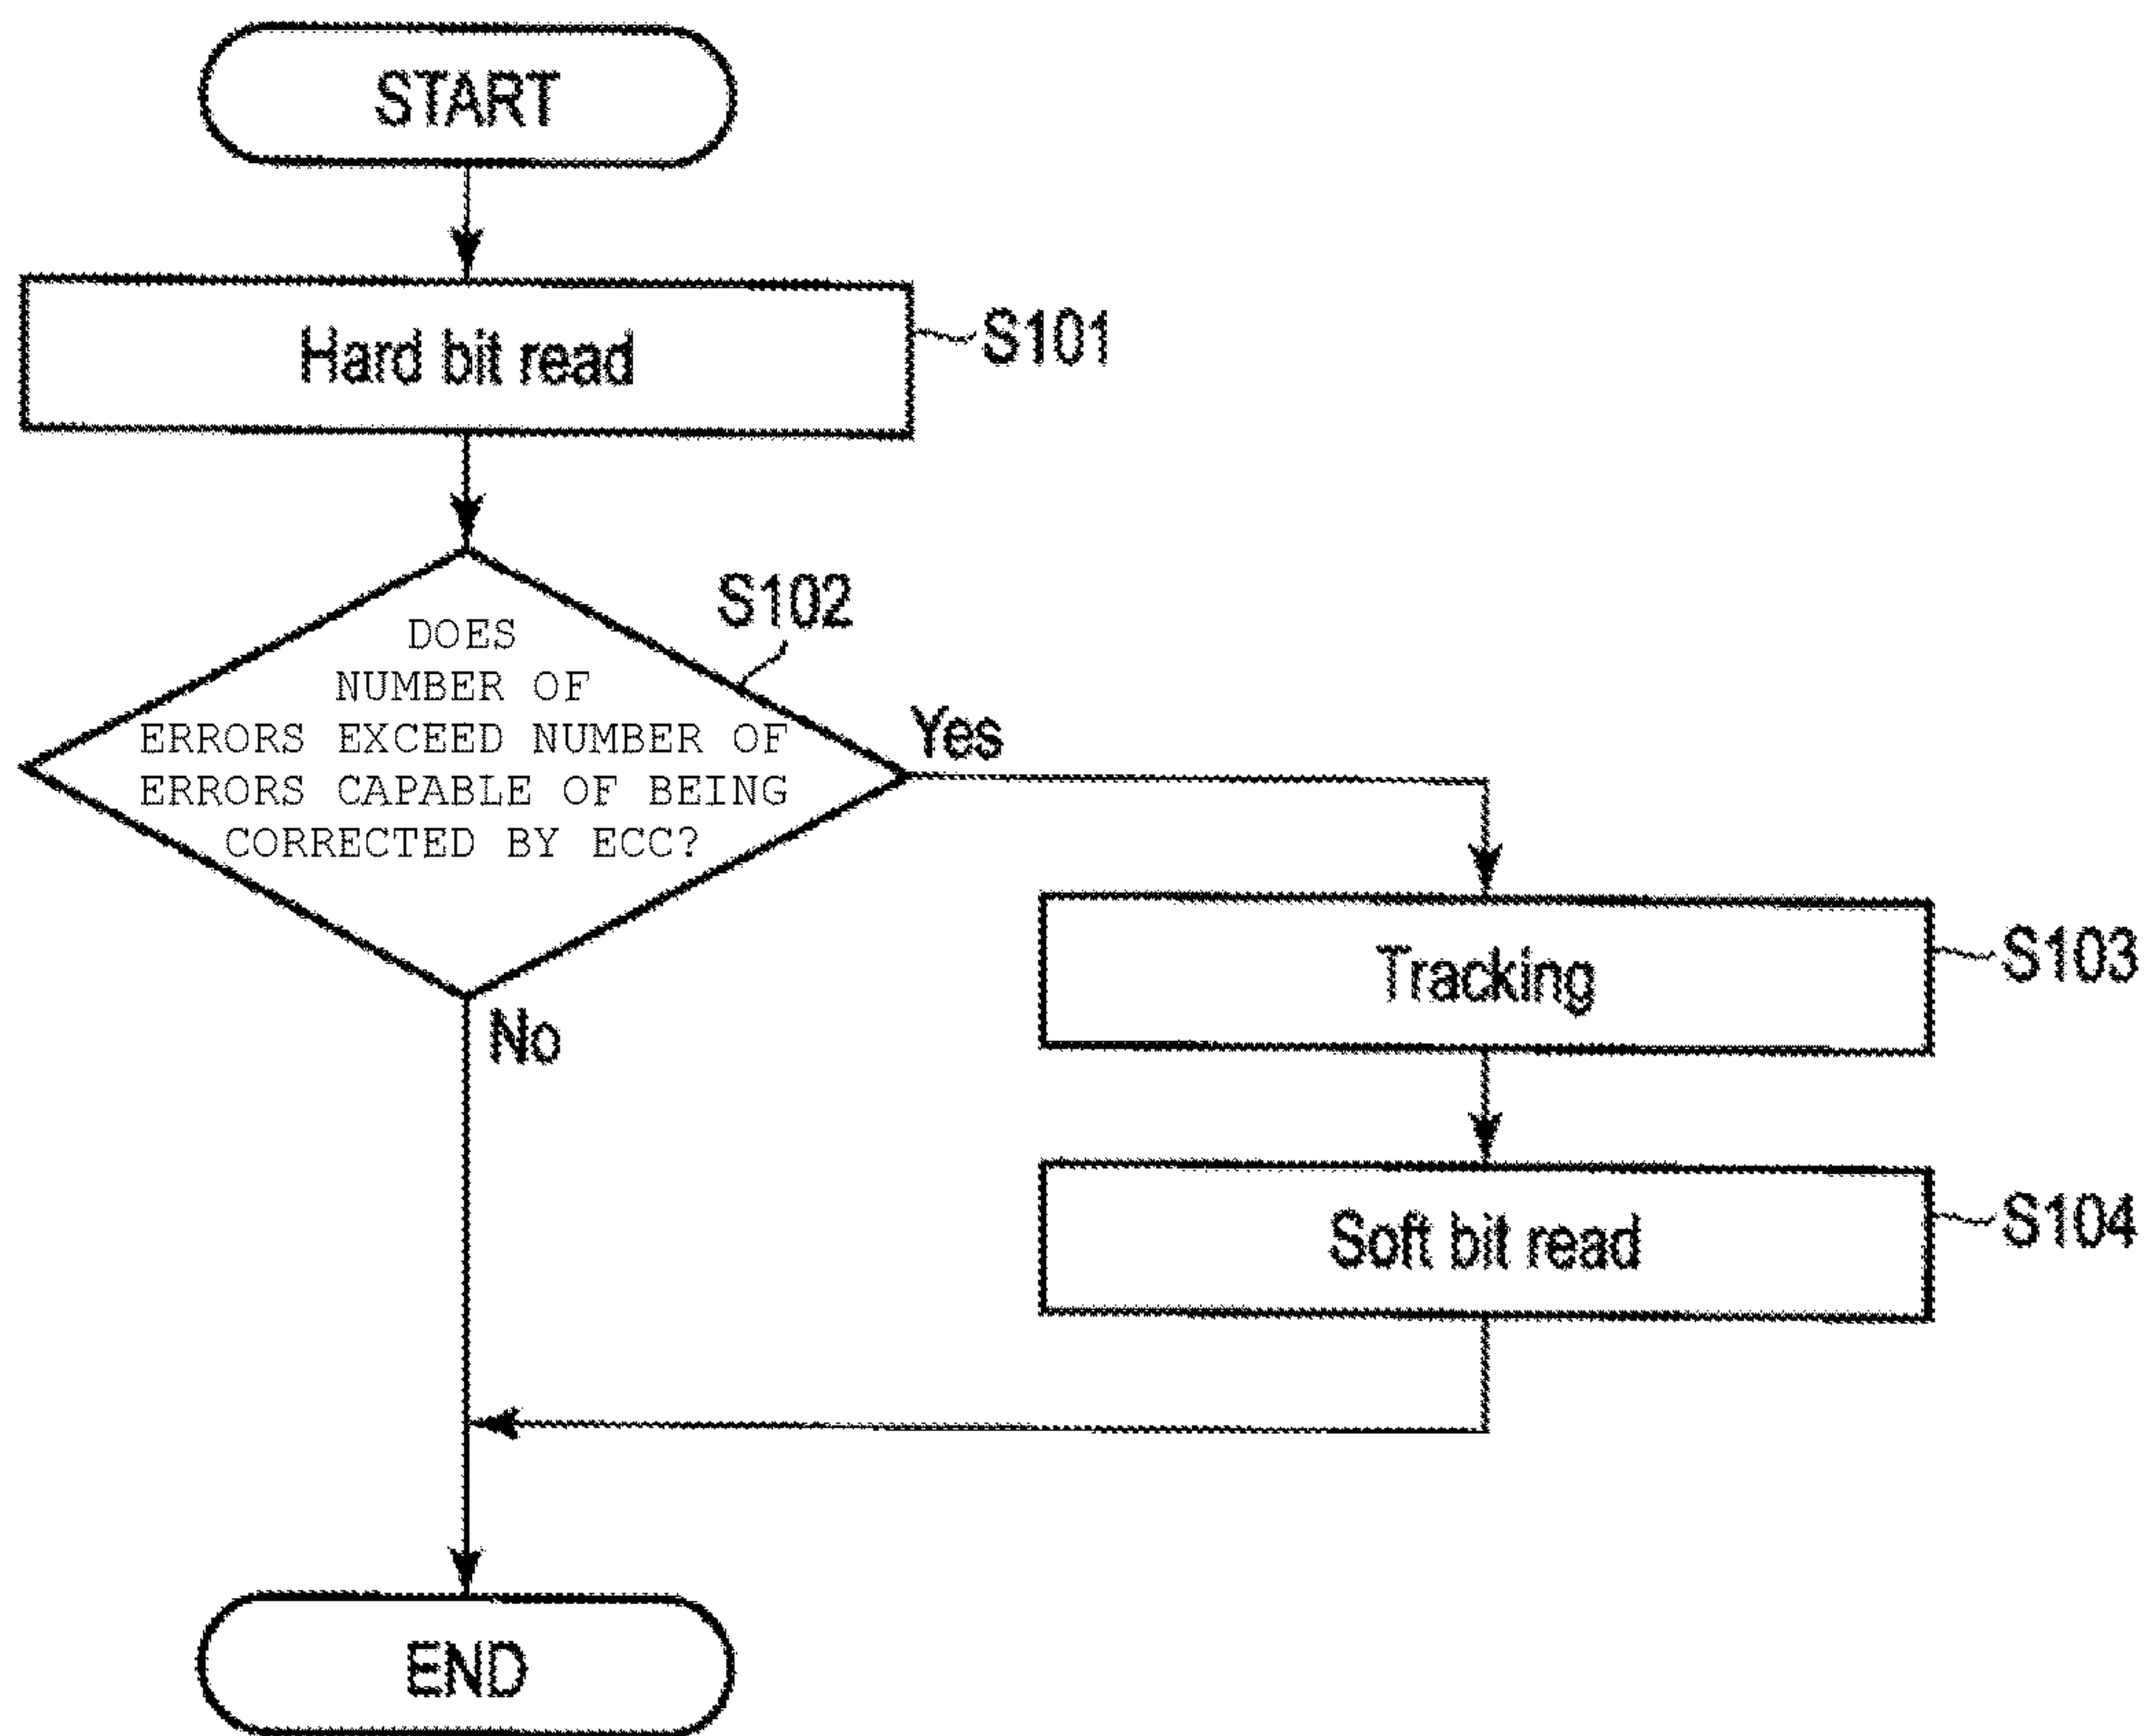 START
Hard bit read
S101
S102
DOES
NUMBER OF
ERRORS EXCEED NUMBER OF
ERRORS CAPABLE OF BEING
CORRECTED BY ECC?
Yes
No
Tracking
S103
Soft bit read
S104
END